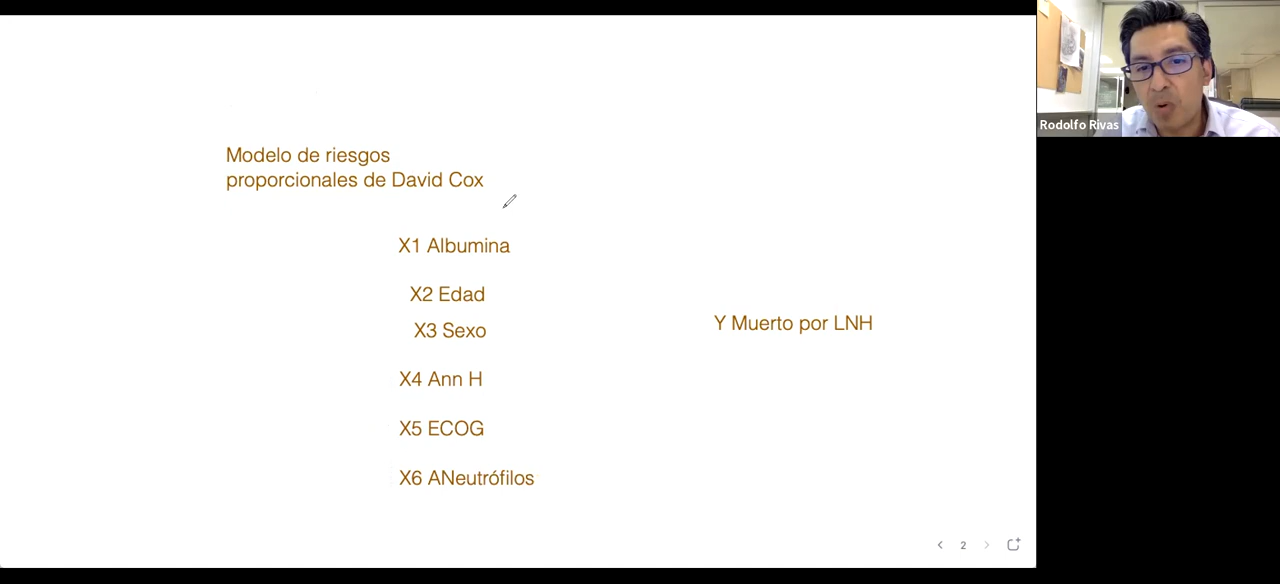 Modelo de riesgos
proporcionales de David Cox
X1 Albumina
X2 Edad
X3 Sexo
Y Muerto por LNH
X4 Ann H
X5 ECOG
X6 ANeutrófilos
2
Rodolfo Rivas